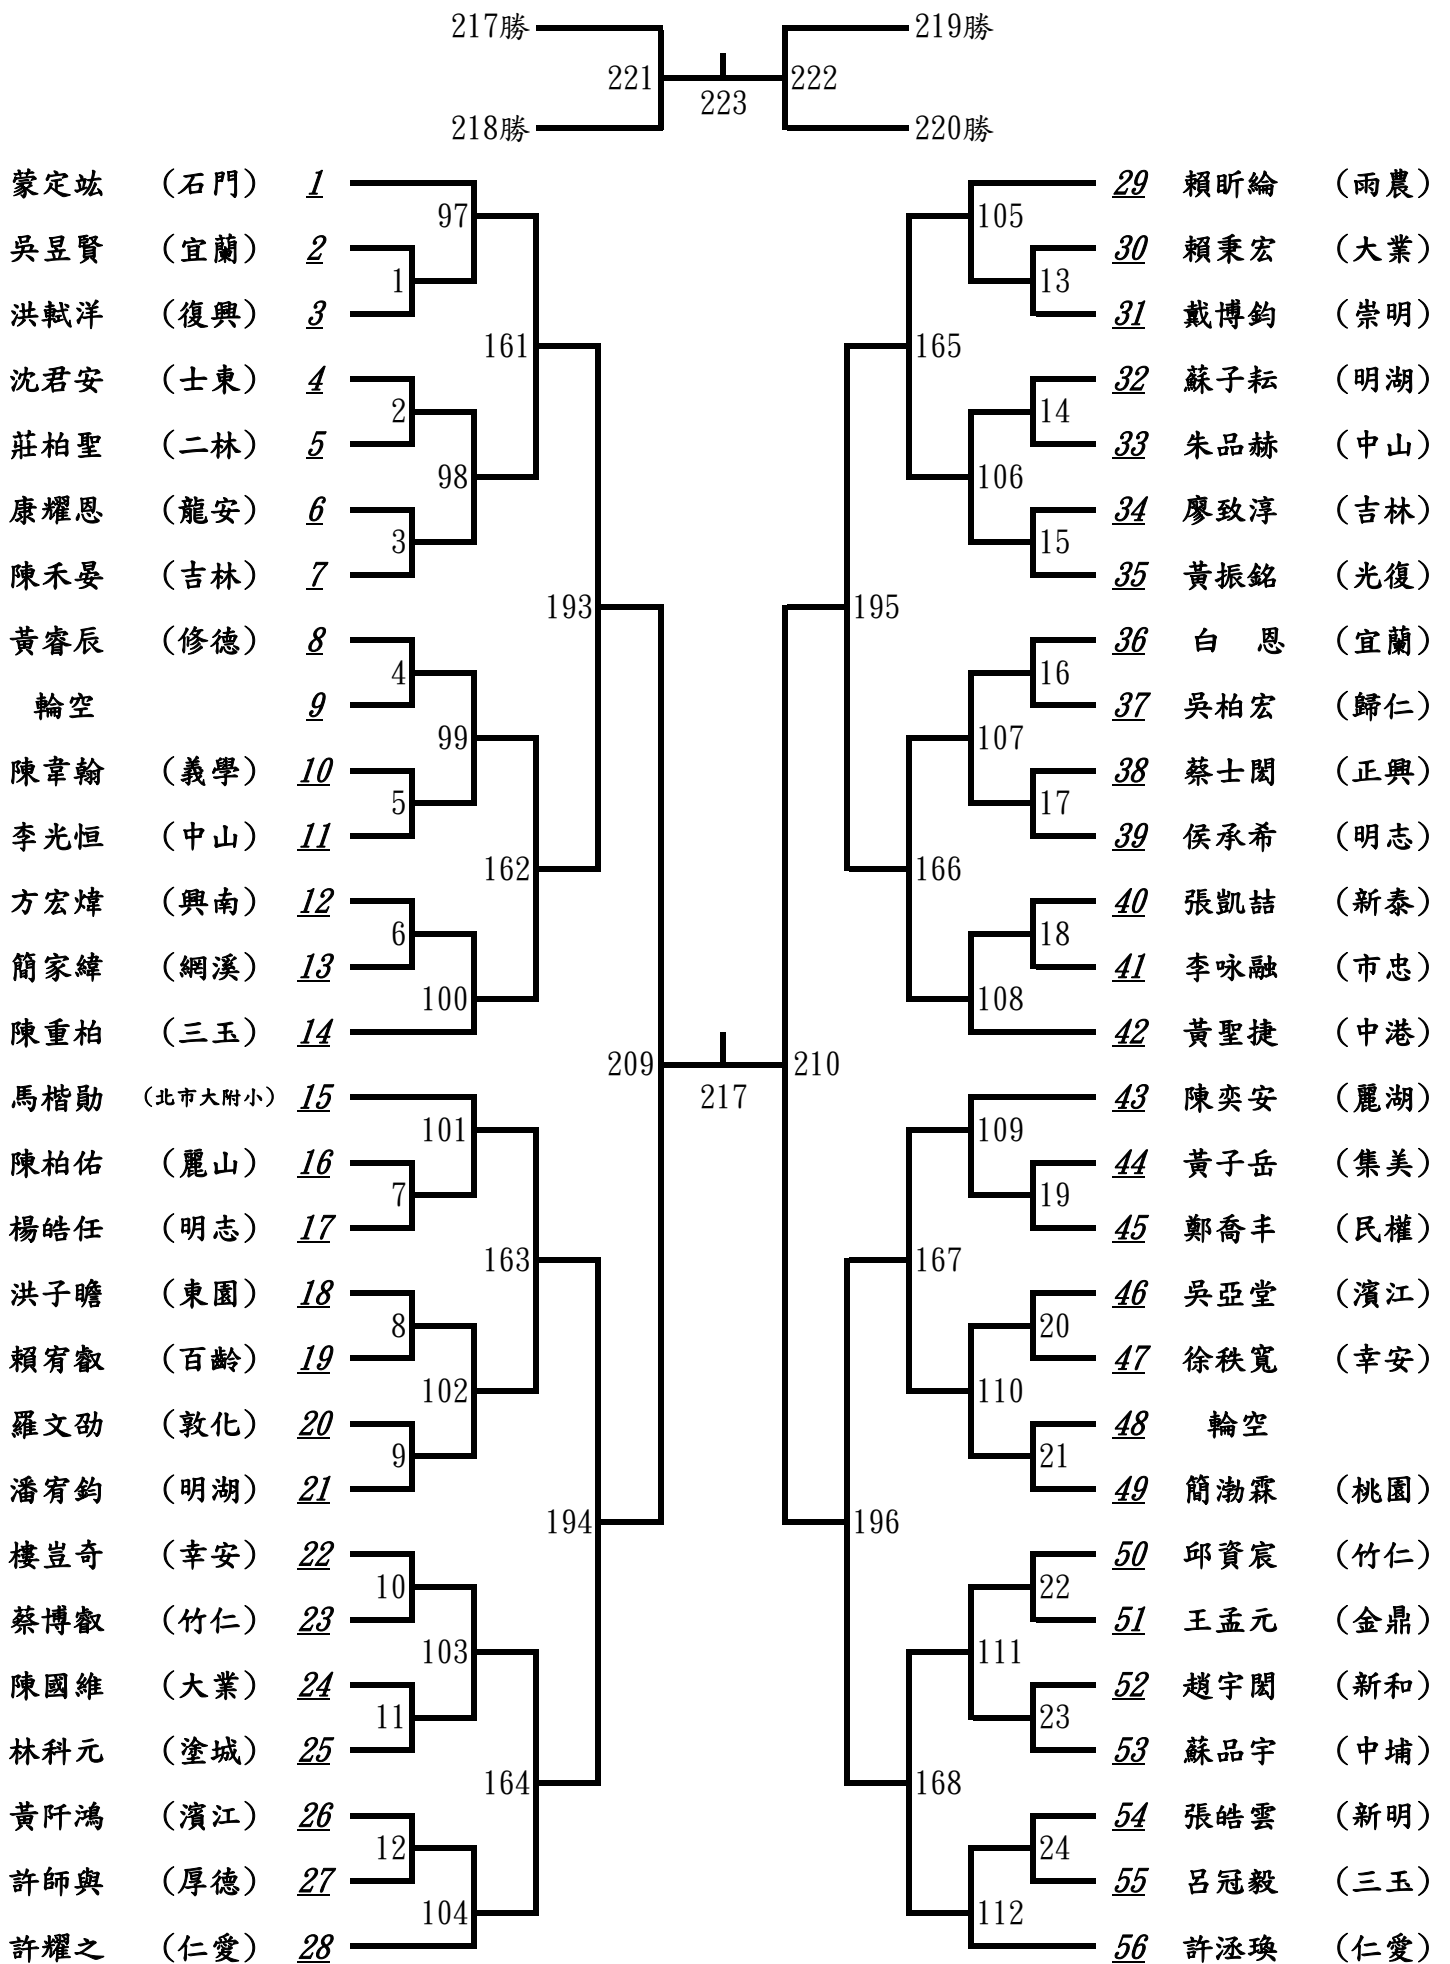 217勝 219勝
221 222
223
218勝 220勝
蒙定竑 (石門) 1 29 賴昕綸 (雨農)
97 105
吳昱賢 (宜蘭) 2 30 賴秉宏 (大業)
1 13
洪軾洋 (復興) 3 31 戴博鈞 (崇明)
161 165
沈君安 (士東) 4 32 蘇子耘 (明湖)
2 14
莊柏聖 (二林) 5 33 朱品赫 (中山)
98 106
康耀恩 (龍安) 6 34 廖致淳 (吉林)
3 15
陳禾晏 (吉林) 7 35 黃振銘 (光復)
193 195
黃睿辰 (修德) 8 36 白 恩 (宜蘭)
4 16
輪空 9 37 吳柏宏 (歸仁)
99 107
陳韋翰 (義學) 10 38 蔡士閎 (正興)
5 17
李光恒 (中山) 11 39 侯承希 (明志)
162 166
方宏煒 (興南) 12 40 張凱喆 (新泰)
6 18
簡家緯 (網溪) 13 41 李咏融 (市忠)
100 108
陳重柏 (三玉) 14 42 黃聖捷 (中港)
209 210
217
馬楷勛 (北市大附小) 15 43 陳奕安 (麗湖)
101 109
陳柏佑 (麗山) 16 44 黃子岳 (集美)
7 19
楊皓任 (明志) 17 45 鄭喬丰 (民權)
163 167
洪子瞻 (東園) 18 46 吳亞堂 (濱江)
8 20
賴宥叡 (百齡) 19 47 徐秩寬 (幸安)
102 110
羅文劭 (敦化) 20 48 輪空
9 21
潘宥鈞 (明湖) 21 49 簡渤霖 (桃園)
194 196
樓豈奇 (幸安) 22 50 邱資宸 (竹仁)
10 22
蔡博叡 (竹仁) 23 51 王孟元 (金鼎)
103 111
陳國維 (大業) 24 52 趙宇閎 (新和)
11 23
林科元 (塗城) 25 53 蘇品宇 (中埔)
164 168
黃阡鴻 (濱江) 26 54 張皓雲 (新明)
12 24
許師與 (厚德) 27 55 呂冠毅 (三玉)
104 112
許耀之 (仁愛) 28 56 許丞瑍 (仁愛)